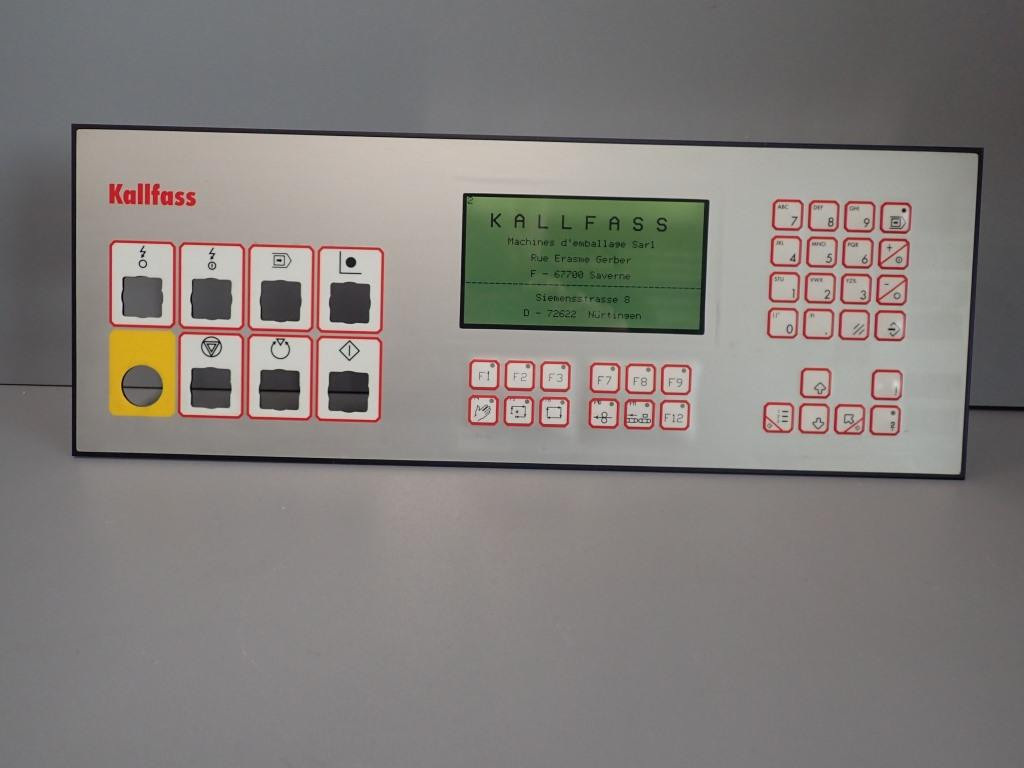 Kallfass
2
KALLFASS
Machines d'emballage Sarl
Rue Erasme Gerber
F - 67700 Saverne
Siemensstrasse 8
D - 72622 Nürtingen
ABC 7
DEF 8
GHI 9
JKL 4
MNO 5
PQR 6
+
STU 1
VWX 2
YZ% 3
-
0
.
F1
F2
F3
F7
F8
F9
F12